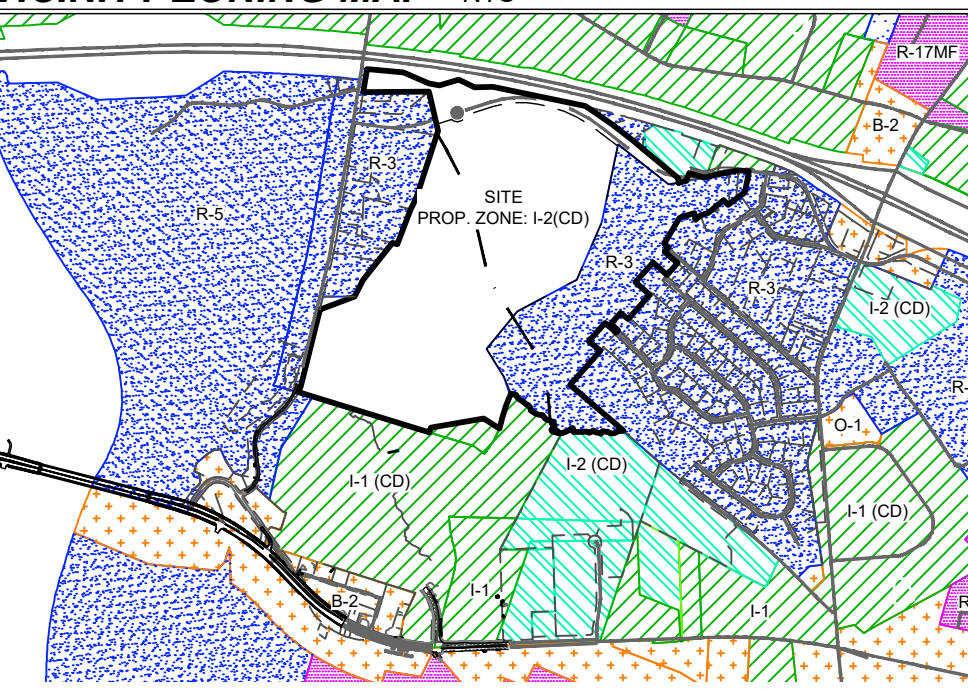 R-17MF
B-2
R-3
SITE
PROP. ZONE: I-2(CD)
R-5
R-3
R-3
I-2 (CD)
O-1
I-2 (CD)
I-1 (CD)
I-1 (CD)
I-1
B-2
I-1